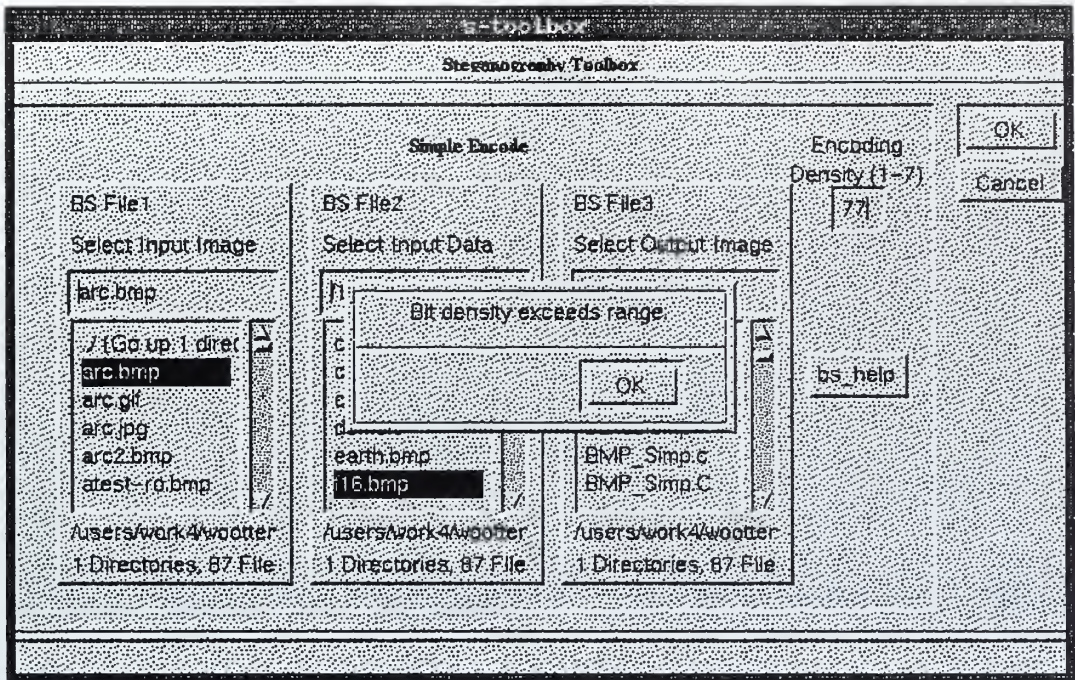 s-toolbox
Steganography Toolbox
Simple Encode
Encoding
Density (1-7)
77
OK
Cancel
bs_help
BS File1
Select Input Image
arc.bmp
../ (Go up 1 direc
arc.bmp
arc.gif
arc.jpg
arc2.bmp
atest-rd.bmp
/users/work4/wootter
1 Directories, 87 File
BS File2
Select Input Data
earth.bmp
f16.bmp
/users/work4/wootter
1 Directories, 87 File
BS File3
Select Output Image
BMP_Simp.c
BMP_Simp.C
/users/work4/wootter
1 Directories, 87 File
Bit density exceeds range.
OK